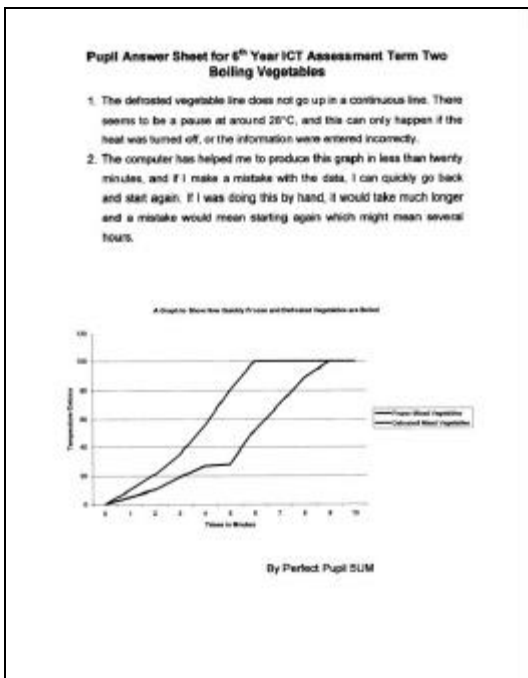 Pupil Answer Sheet for 6th Year ICT Assessment Term Two
Boiling Vegetables
1. The defrosted vegetable line does not go up in a continuous line. There
seems to be a pause at around 28°C, and this can only happen if the
heat was turned off, or the information were entered incorrectly.
2. The computer has helped me to produce this graph in less than twenty
minutes, and if I make a mistake with the data, I can quickly go back
and start again. If I was doing this by hand, it would take much longer
and a mistake would mean starting again which might mean several
hours.
A Graph to Show How Quickly Frozen and Defrosted Vegetables are Boiled
120
100
80
60
40
20
0
Temperature Celsius
Frozen Mixed Vegetables
Defrosted Mixed Vegetables
0 1 2 3 4 5 6 7 8 9 10
Times in Minutes
By Perfect Pupil